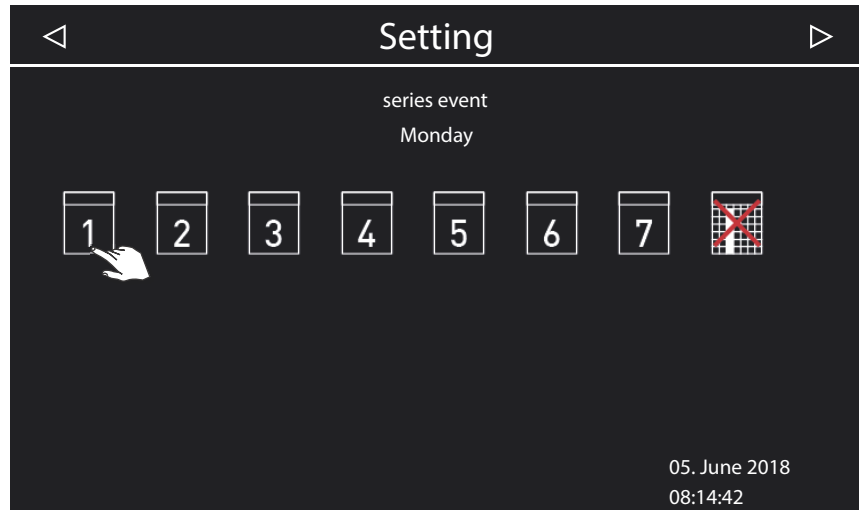 Setting
series event
Monday
1 2 3 4 5 6 7
05. June 2018
08:14:42